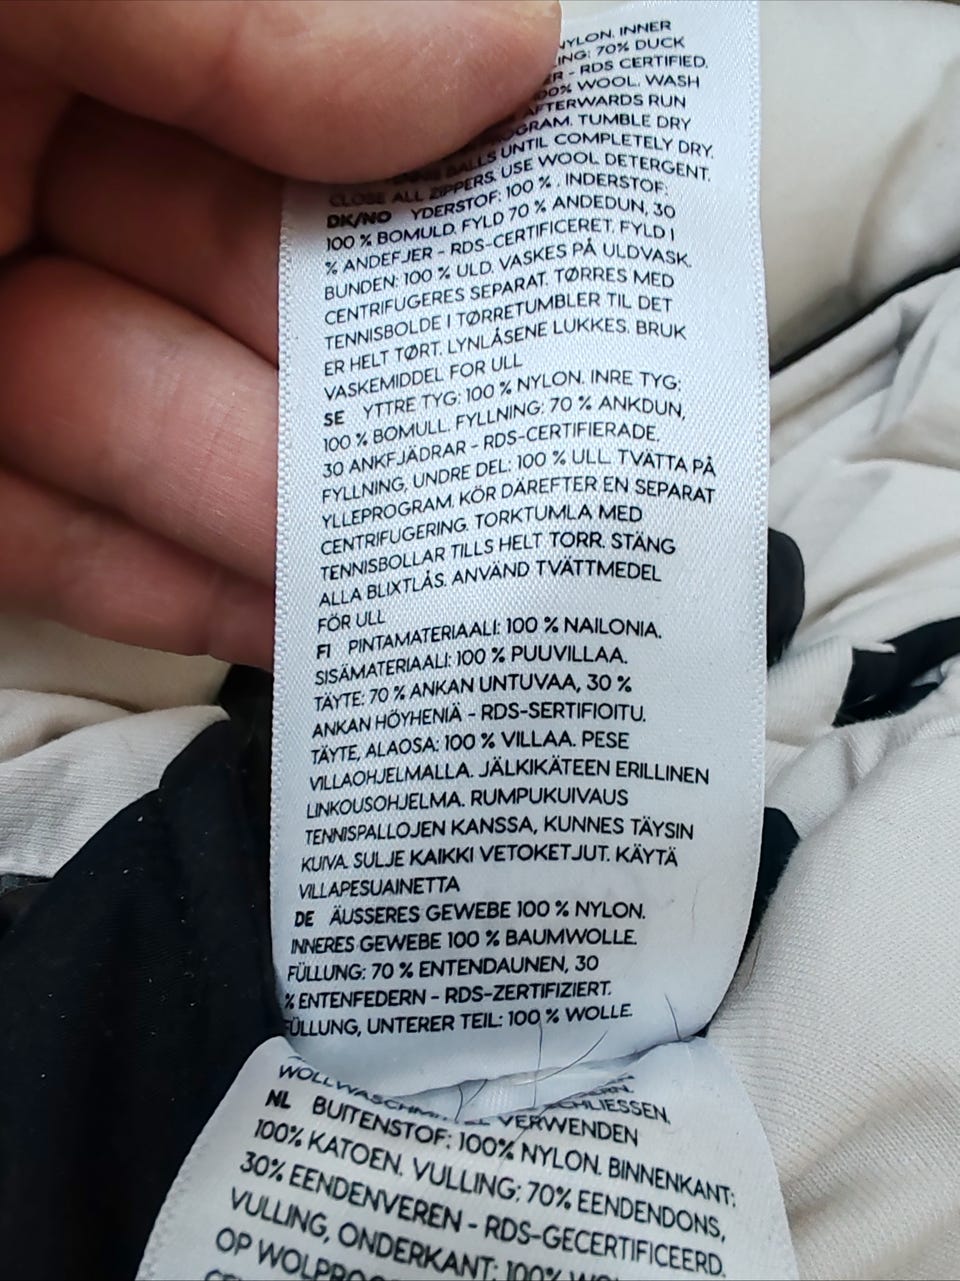 NYLON. INNER
70% DUCK
- RDS CERTIFIED.
WOOL. WASH
AFTERWARDS RUN
TUMBLE DRY
BALLS UNTIL COMPLETELY DRY.
CLOSE ALL ZIPPERS. USE WOOL DETERGENT.
DK/NO YDERSTOF: 100 % . INDERSTOF:
100 % BOMULD. FYLD 70 % ANDEDUN, 30
% ANDEFJER - RDS-CERTIFICERET. FYLD I
BUNDEN: 100 % ULD. VASKES PÅ ULDVASK.
CENTRIFUGERES SEPARAT. TØRRES MED
TENNISBOLDE I TØRRETUMBLER TIL DET
ER HELT TØRT. LYNLÅSENE LUKKES. BRUK
VASKEMIDDEL FOR ULL
SE YTTRE TYG: 100 % NYLON. INRE TYG:
100 % BOMULL. FYLLNING: 70 % ANKDUN,
30 ANKFJÄDRAR - RDS-CERTIFIERADE.
FYLLNING, UNDRE DEL: 100 % ULL. TVÄTTA PÅ
YLLEPROGRAM. KÖR DÄREFTER EN SEPARAT
CENTRIFUGERING. TORKTUMLA MED
TENNISBOLLAR TILLS HELT TORR. STÄNG
ALLA BLIXTLÅS. ANVÄND TVÄTTMEDEL
FÖR ULL
FI PINTAMATERIAALI: 100 % NAILONIA.
SISÄMATERIAALI: 100 % PUUVILLAA.
TÄYTE: 70 % ANKAN UNTUVAA, 30 %
ANKAN HÖYHENIÄ - RDS-SERTIFIOITU.
TÄYTE, ALAOSA: 100 % VILLAA. PESE
VILLAOHJELMALLA. JÄLKIKÄTEEN ERILLINEN
LINKOUSOHJELMA. RUMPUKUIVAUS
TENNISPALLOJEN KANSSA, KUNNES TÄYSIN
KUIVA. SULJE KAIKKI VETOKETJUT. KÄYTÄ
VILLAPESUAINETTA
DE ÄUSSERES GEWEBE 100 % NYLON.
INNERES GEWEBE 100 % BAUMWOLLE.
FÜLLUNG: 70 % ENTENDAUNEN, 30
% ENTENFEDERN - RDS-ZERTIFIZIERT.
FÜLLUNG, UNTERER TEIL: 100 % WOLLE.
VERWENDEN
NL BUITENSTOF: 100% NYLON. BINNENKANT:
100% KATOEN. VULLING: 70% EENDENDONS,
30% EENDENVEREN - RDS-GECERTIFICEERD.
VULLING, ONDERKANT: 100%
OP